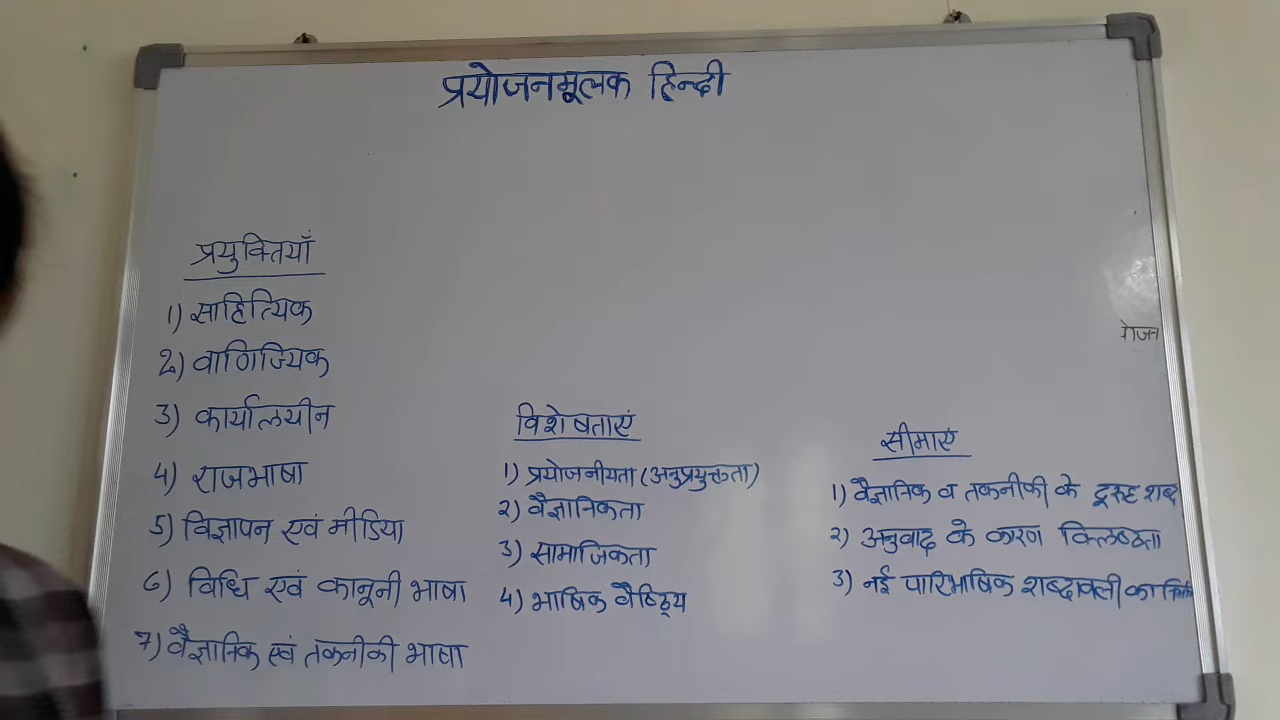 प्रयोजनमूलक हिन्दी
प्रयुक्तियाँ
1) साहित्यिक
2) वाणिज्यिक
3) कार्यालयीन
4) राजभाषा
5) विज्ञापन एवं मीडिया
6) विधि एवं कानूनी भाषा
7) वैज्ञानिक एवं तकनीकी भाषा
विशेषताएं
1) प्रयोजनीयता (अनुप्रयुक्तता)
2) वैज्ञानिकता
3) सामाजिकता
4) भाषिक
सीमाएं
1) वैज्ञानिक व तकनीकी के दुरूह शब्द
2) अनुवाद के कारण क्लिष्टता
3) नई पारिभाषिक शब्दावली का